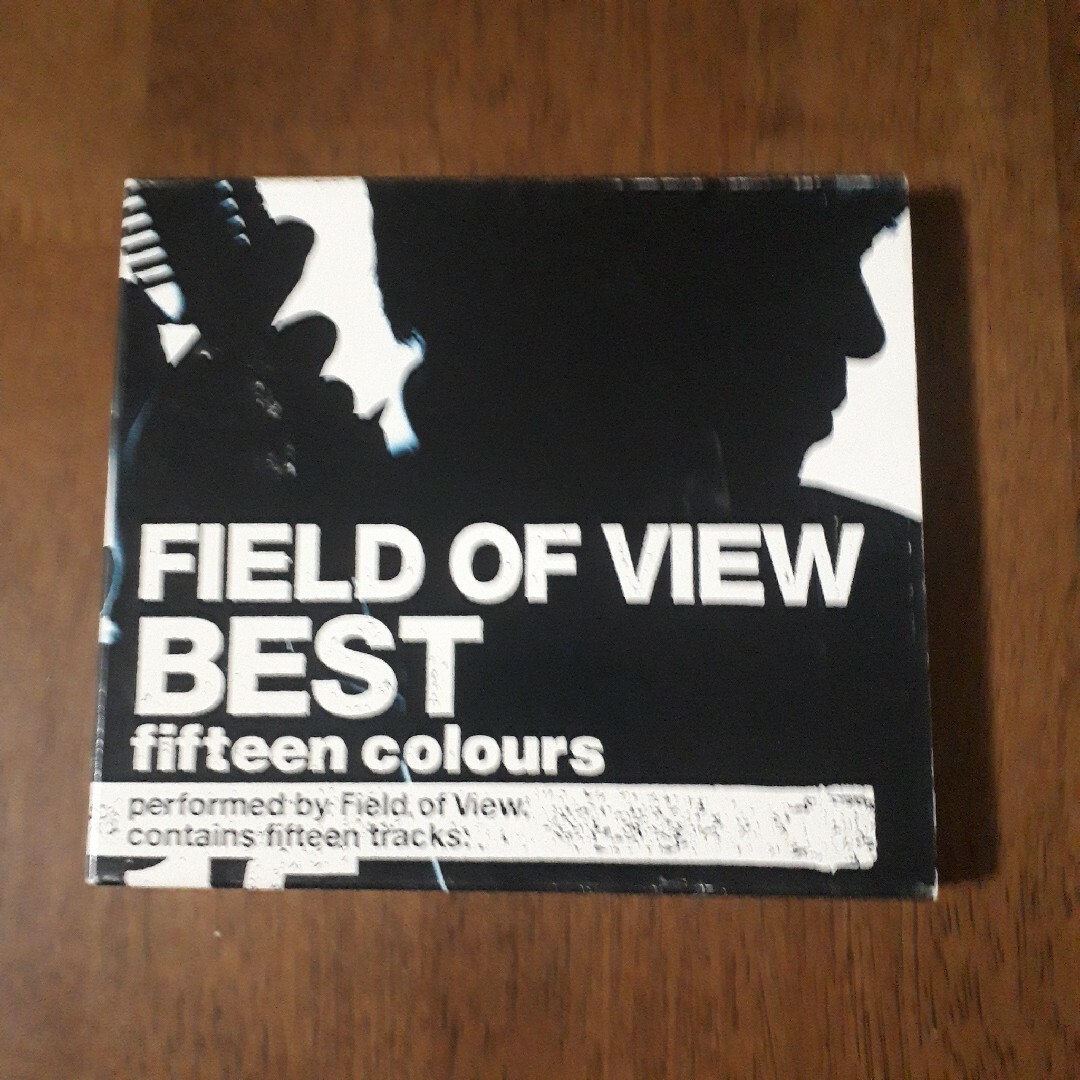 FIELD OF VIEW
BEST
fifteen colours
performed by Field of View.
contains fifteen tracks.